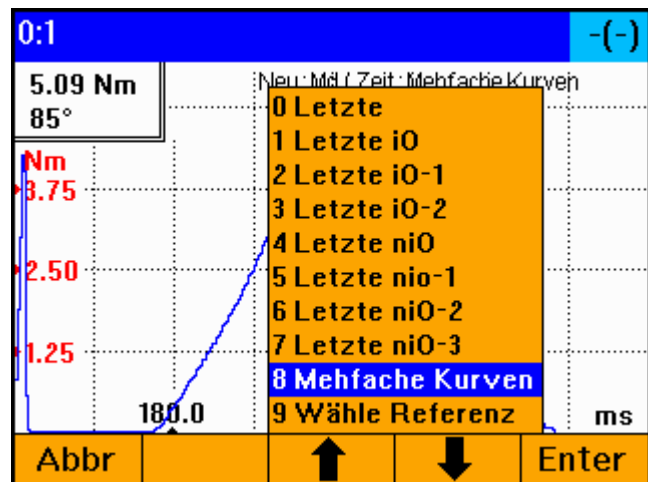 0:1 -(-)
5.09 Nm
85°
Neu : Md / Zeit : Mehfache Kurven
Nm
3.75
2.50
1.25
180.0
ms
0 Letzte
1 Letzte iO
2 Letzte iO-1
3 Letzte iO-2
4 Letzte niO
5 Letzte nio-1
6 Letzte niO-2
7 Letzte niO-3
8 Mehfache Kurven
9 Wähle Referenz
Abbr Enter